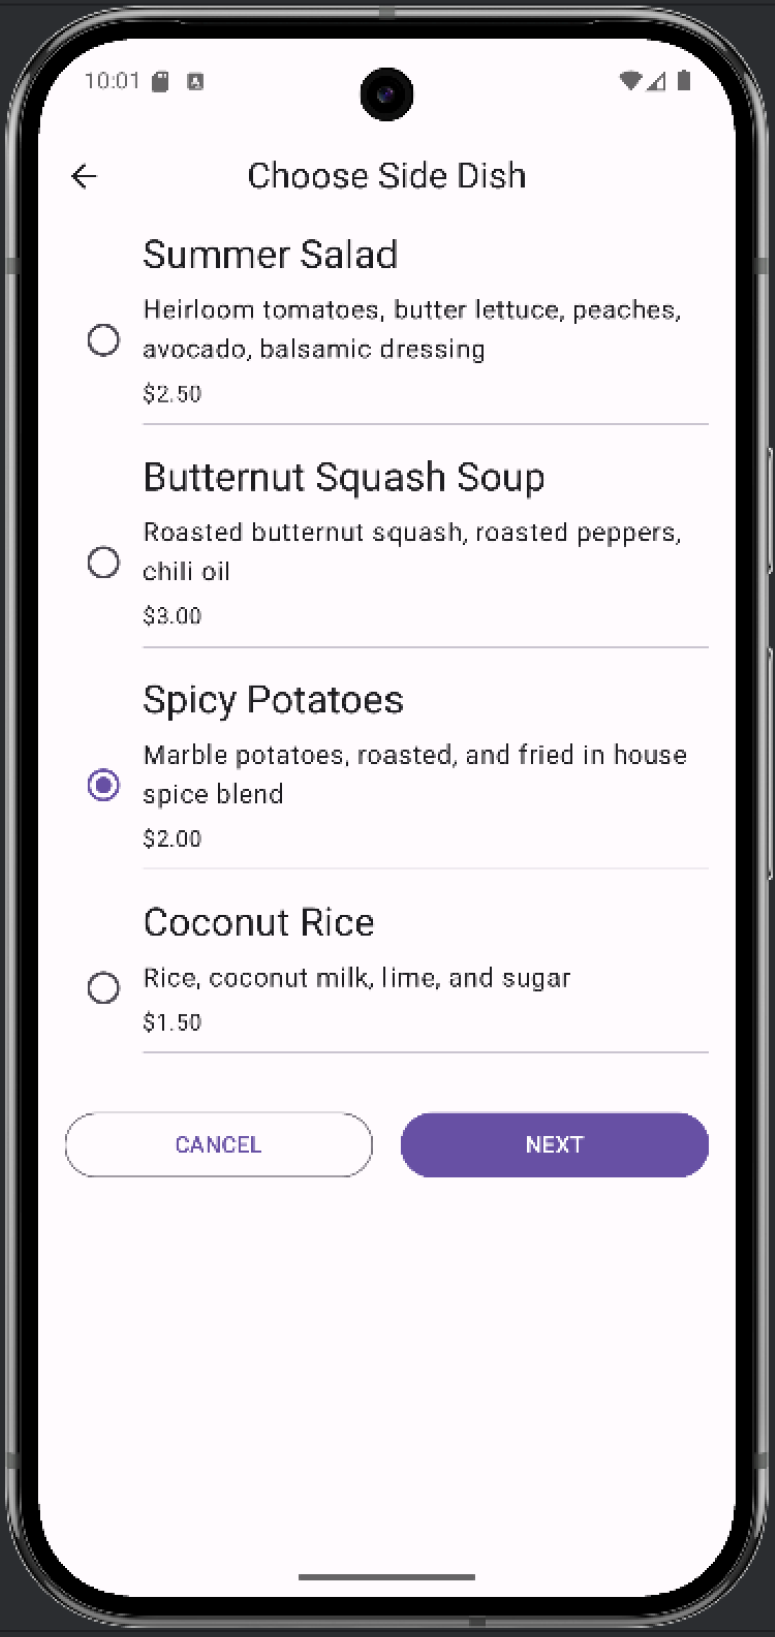 10:01
Choose Side Dish
Summer Salad
Heirloom tomatoes, butter lettuce, peaches,
avocado, balsamic dressing
$2.50
Butternut Squash Soup
Roasted butternut squash, roasted peppers,
chili oil
$3.00
Spicy Potatoes
Marble potatoes, roasted, and fried in house
spice blend
$2.00
Coconut Rice
Rice, coconut milk, lime, and sugar
$1.50
CANCEL NEXT